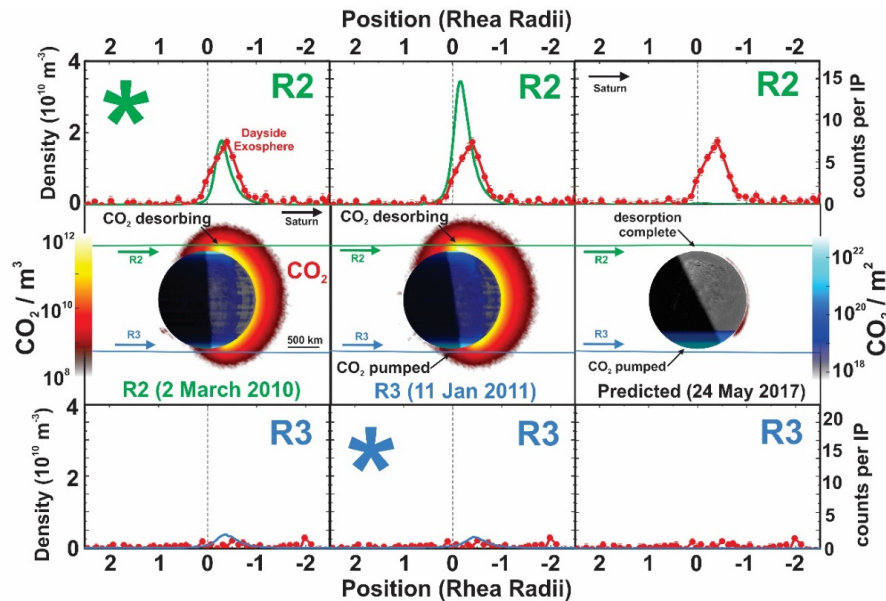 Position (Rhea Radii)
2 1 0 -1 -2 2 1 0 -1 -2 2 1 0 -1 -2
Density (10¹⁰ m⁻³)
4
2
0
* R2
Dayside
Exosphere
R2
Saturn
R2
15
10
5
0
counts per IP
CO₂ / m³
10¹²
10¹⁰
10⁸
CO₂ desorbing
Saturn
R2
CO₂
R3
500 km
R2 (2 March 2010)
CO₂ desorbing
R2
R3
CO₂ pumped
R3 (11 Jan 2011)
desorption
complete
R2
R3
CO₂ pumped
Predicted (24 May 2017)
10²²
10²⁰
10¹⁸
CO₂ / m²
Density (10¹⁰ m⁻³)
4
2
0
R3
* R3
R3
20
15
10
5
0
counts per IP
2 1 0 -1 -2 2 1 0 -1 -2 2 1 0 -1 -2
Position (Rhea Radii)